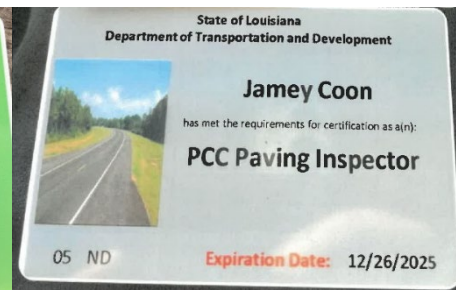 State of Louisiana
Department of Transportation and Development
Jamey Coon
has met the requirements for certification as a(n):
PCC Paving Inspector
05 ND
Expiration Date: 12/26/2025